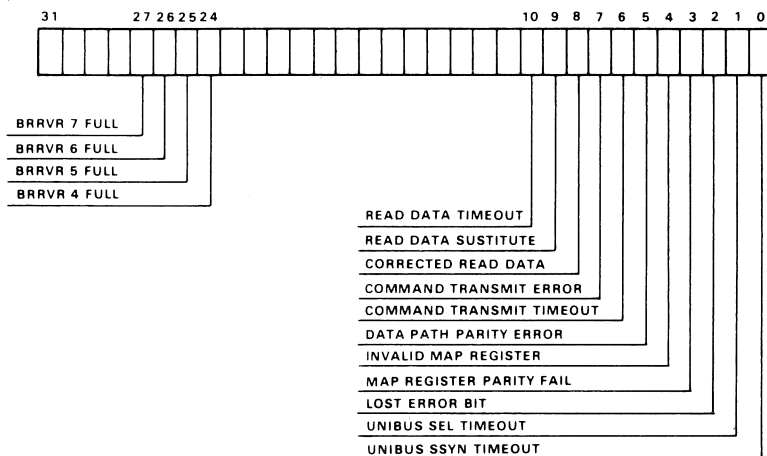 31 27 26 25 24 10 9 8 7 6 5 4 3 2 1 0
BRRVR 7 FULL
BRRVR 6 FULL
BRRVR 5 FULL
BRRVR 4 FULL
READ DATA TIMEOUT
READ DATA SUSTITUTE
CORRECTED READ DATA
COMMAND TRANSMIT ERROR
COMMAND TRANSMIT TIMEOUT
DATA PATH PARITY ERROR
INVALID MAP REGISTER
MAP REGISTER PARITY FAIL
LOST ERROR BIT
UNIBUS SEL TIMEOUT
UNIBUS SSYN TIMEOUT